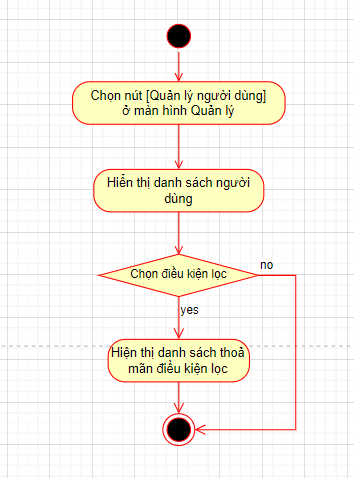 Chọn nút [Quản lý người dùng]
ở màn hình Quản lý
Hiển thị danh sách người
dùng
Chọn điều kiện lọc
no
yes
Hiện thị danh sách thoả
mãn điều kiện lọc